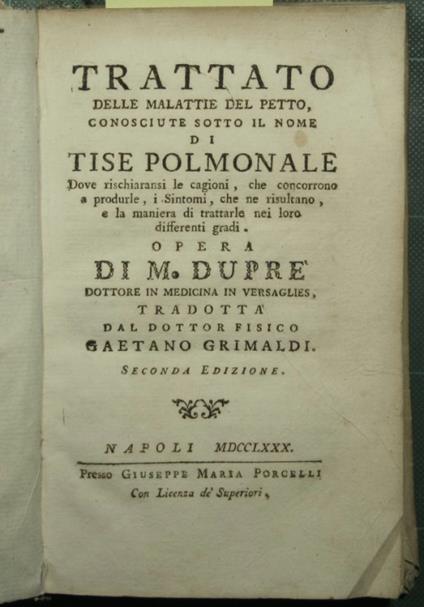 TRATTATO
DELLE MALATTIE DEL PETTO,
CONOSCIUTE SOTTO IL NOME
DI
TISE POLMONALE
Dove rischiaransi le cagioni, che concorrono
a produrle, i Sintomi, che ne risultano,
e la maniera di trattarle nei loro
differenti gradi.
OPERA
DI M. DUPRE'
DOTTORE IN MEDICINA IN VERSAGLIES,
TRADOTTA
DAL DOTTOR FISICO
GAETANO GRIMALDI.
SECONDA EDIZIONE.
NAPOLI MDCCLXXX.
Presso GIUSEPPE MARIA PORCELLI
Con Licenza de' Superiori,